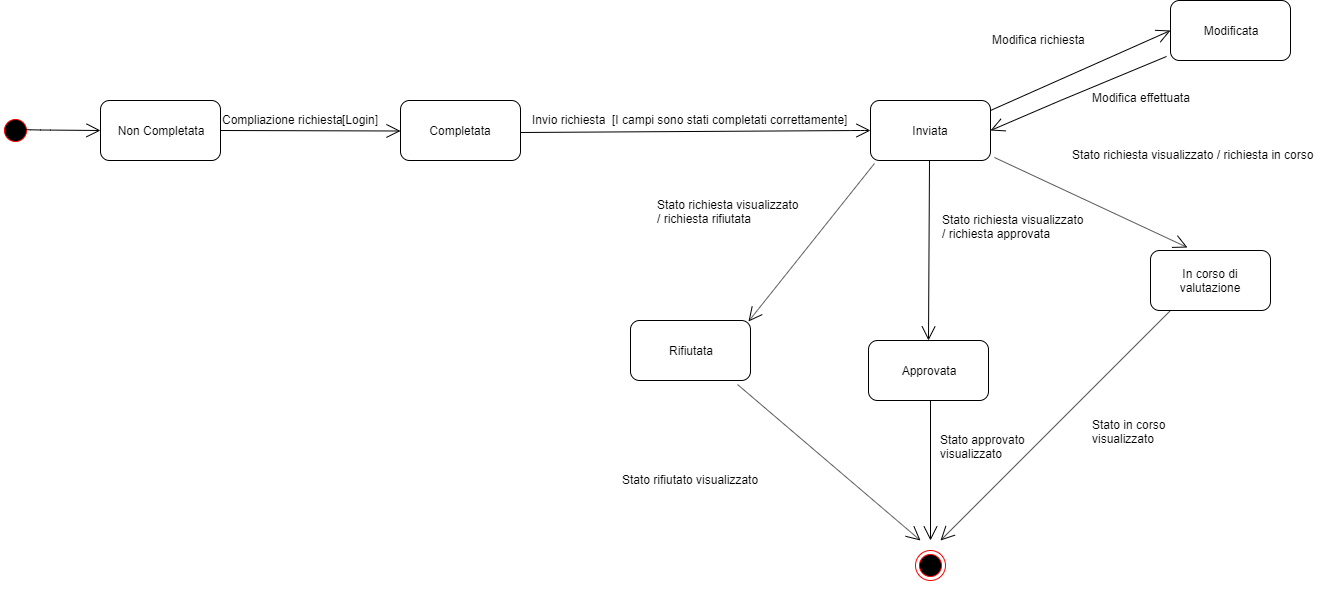 Modificata
Modifica richiesta
Modifica effettuata
Non Completata
Compliazione richiesta[Login]
Completata
Invio richiesta  [I campi sono stati completati correttamente]
Inviata
Stato richiesta visualizzato / richiesta in corso
Stato richiesta visualizzato
/ richiesta rifiutata
Stato richiesta visualizzato
/ richiesta approvata
In corso di
valutazione
Rifiutata
Approvata
Stato in corso
visualizzato
Stato approvato
visualizzato
Stato rifiutato visualizzato